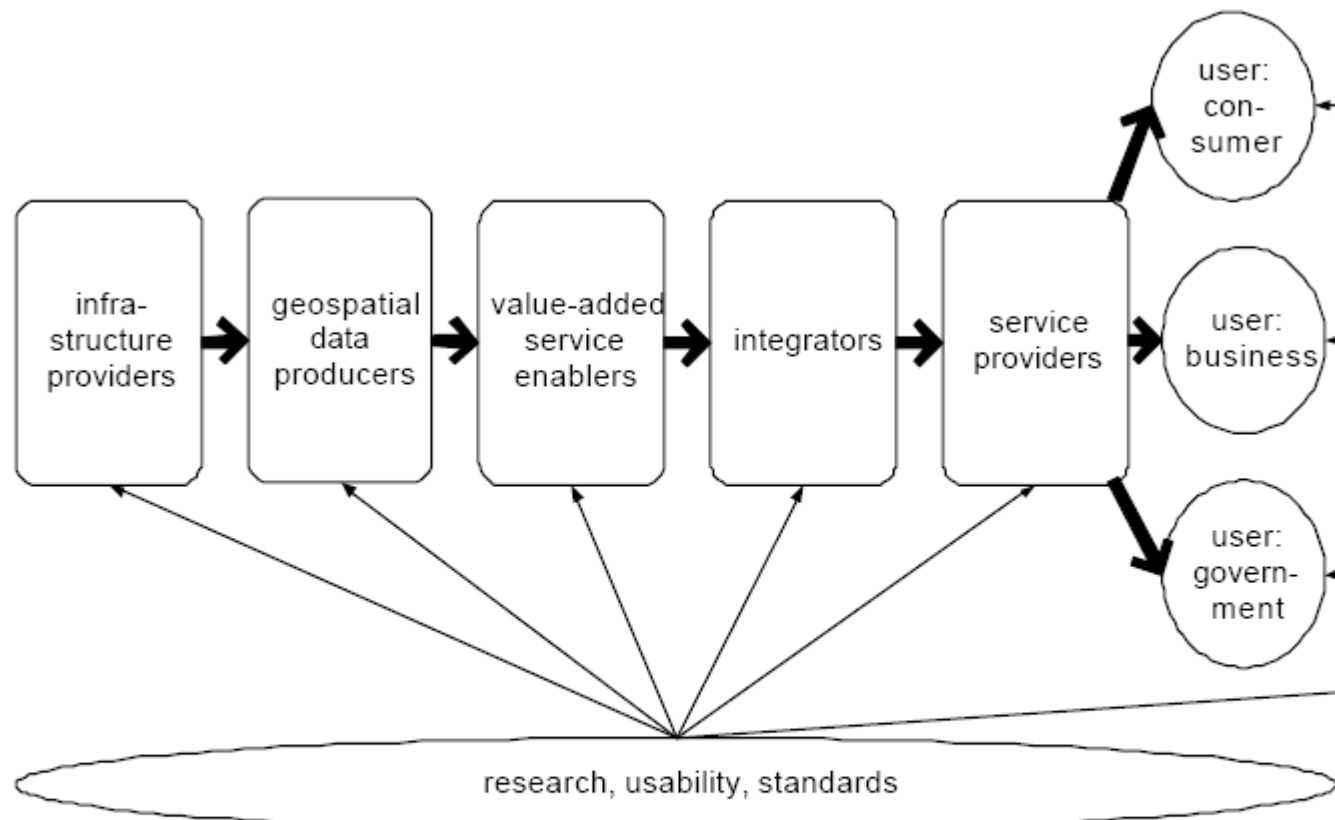 user:
con-
sumer
infra-
structure
providers
geospatial
data
producers
value-added
service
enablers
integrators
service
providers
user:
business
user:
govern-
ment
research, usability, standards